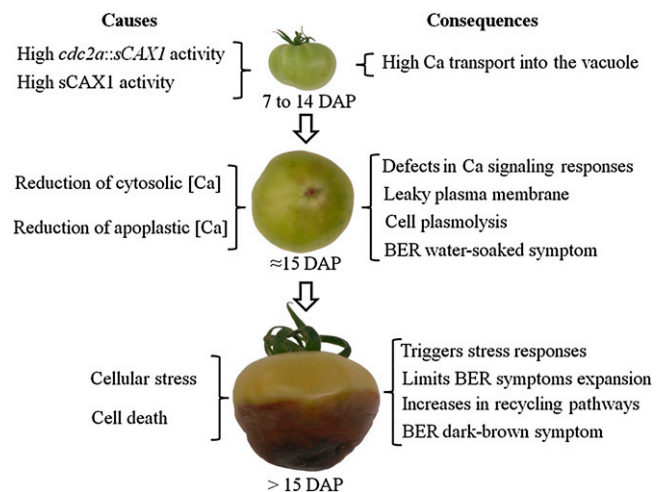 Causes
Consequences
High cdc2a::sCAX1 activity
High sCAX1 activity
High Ca transport into the vacuole
7 to 14 DAP
Reduction of cytosolic [Ca]
Reduction of apoplastic [Ca]
Defects in Ca signaling responses
Leaky plasma membrane
Cell plasmolysis
BER water-soaked symptom
≈15 DAP
Cellular stress
Cell death
Triggers stress responses
Limits BER symptoms expansion
Increases in recycling pathways
BER dark-brown symptom
> 15 DAP